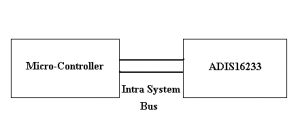 Micro-Controller
ADIS16233
Intra System
Bus